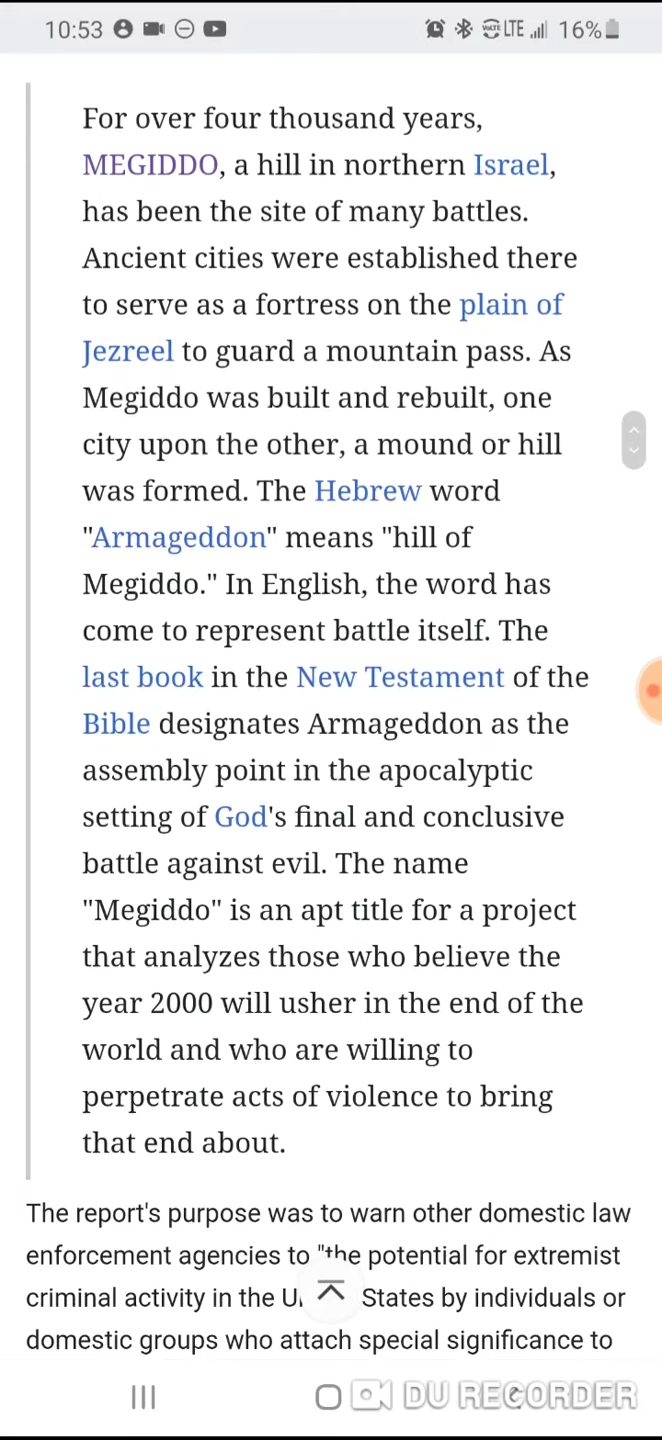 10:53 LTE 16%
For over four thousand years,
MEGIDDO, a hill in northern Israel,
has been the site of many battles.
Ancient cities were established there
to serve as a fortress on the plain of
Jezreel to guard a mountain pass. As
Megiddo was built and rebuilt, one
city upon the other, a mound or hill
was formed. The Hebrew word
"Armageddon" means "hill of
Megiddo." In English, the word has
come to represent battle itself. The
last book in the New Testament of the
Bible designates Armageddon as the
assembly point in the apocalyptic
setting of God's final and conclusive
battle against evil. The name
"Megiddo" is an apt title for a project
that analyzes those who believe the
year 2000 will usher in the end of the
world and who are willing to
perpetrate acts of violence to bring
that end about.
The report's purpose was to warn other domestic law
enforcement agencies to "the potential for extremist
criminal activity in the States by individuals or
domestic groups who attach special significance to
DU RECORDER